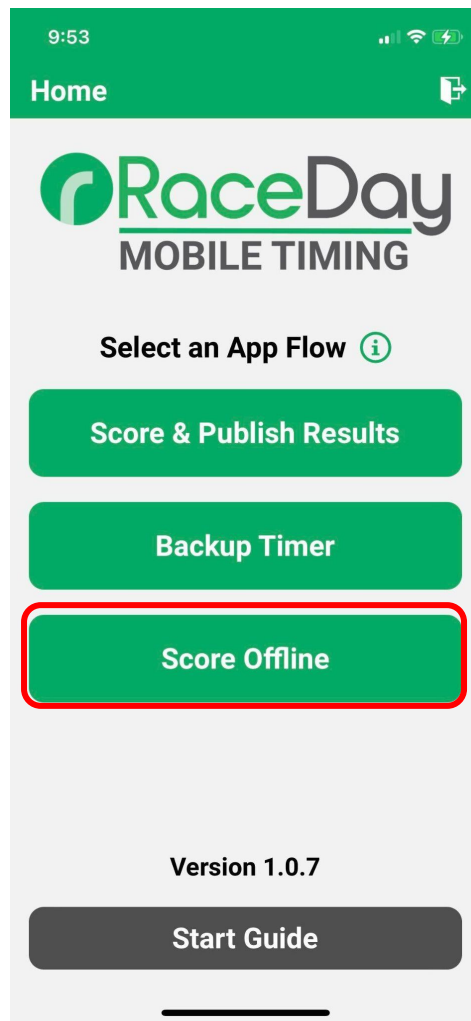 9:53
Home
RaceDay
MOBILE TIMING
Select an App Flow i
Score & Publish Results
Backup Timer
Score Offline
Version 1.0.7
Start Guide